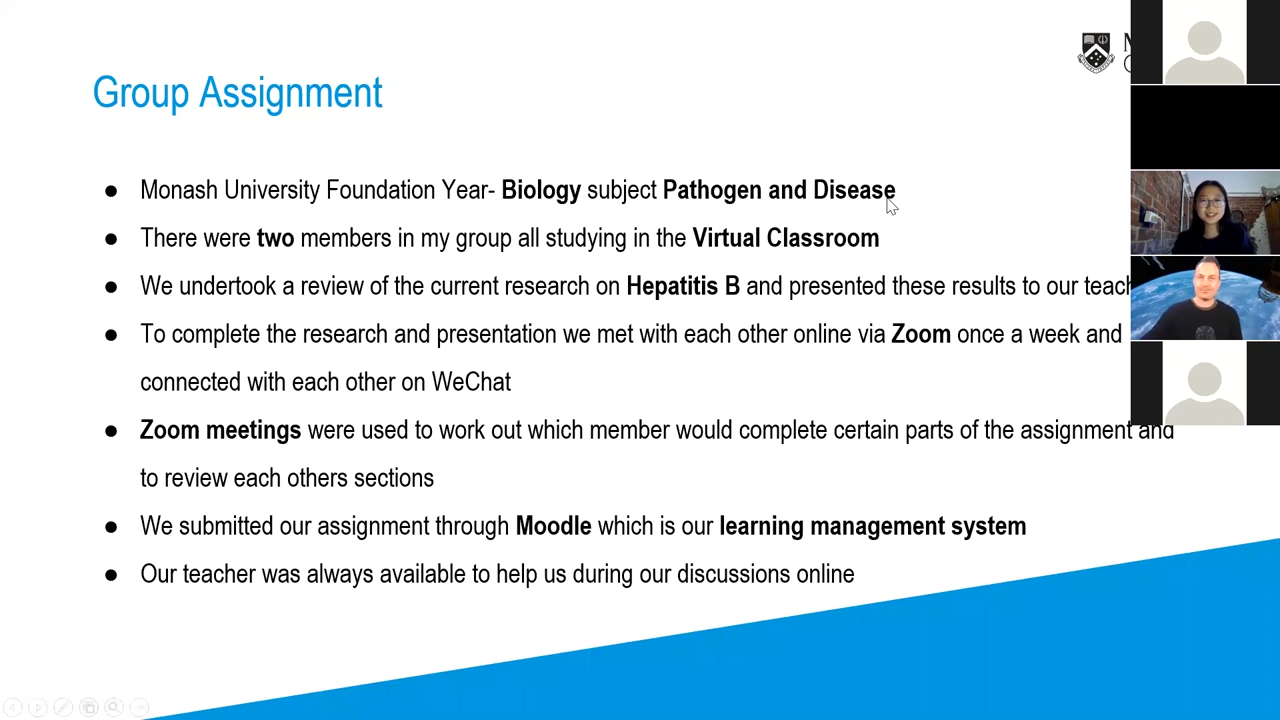 Group Assignment
● Monash University Foundation Year- Biology subject Pathogen and Disease
● There were two members in my group all studying in the Virtual Classroom
● We undertook a review of the current research on Hepatitis B and presented these results to our
● To complete the research and presentation we met with each other online via Zoom once a week and
connected with each other on WeChat
● Zoom meetings were used to work out which member would complete certain parts of the assignment and
to review each others sections
● We submitted our assignment through Moodle which is our learning management system
● Our teacher was always available to help us during our discussions online